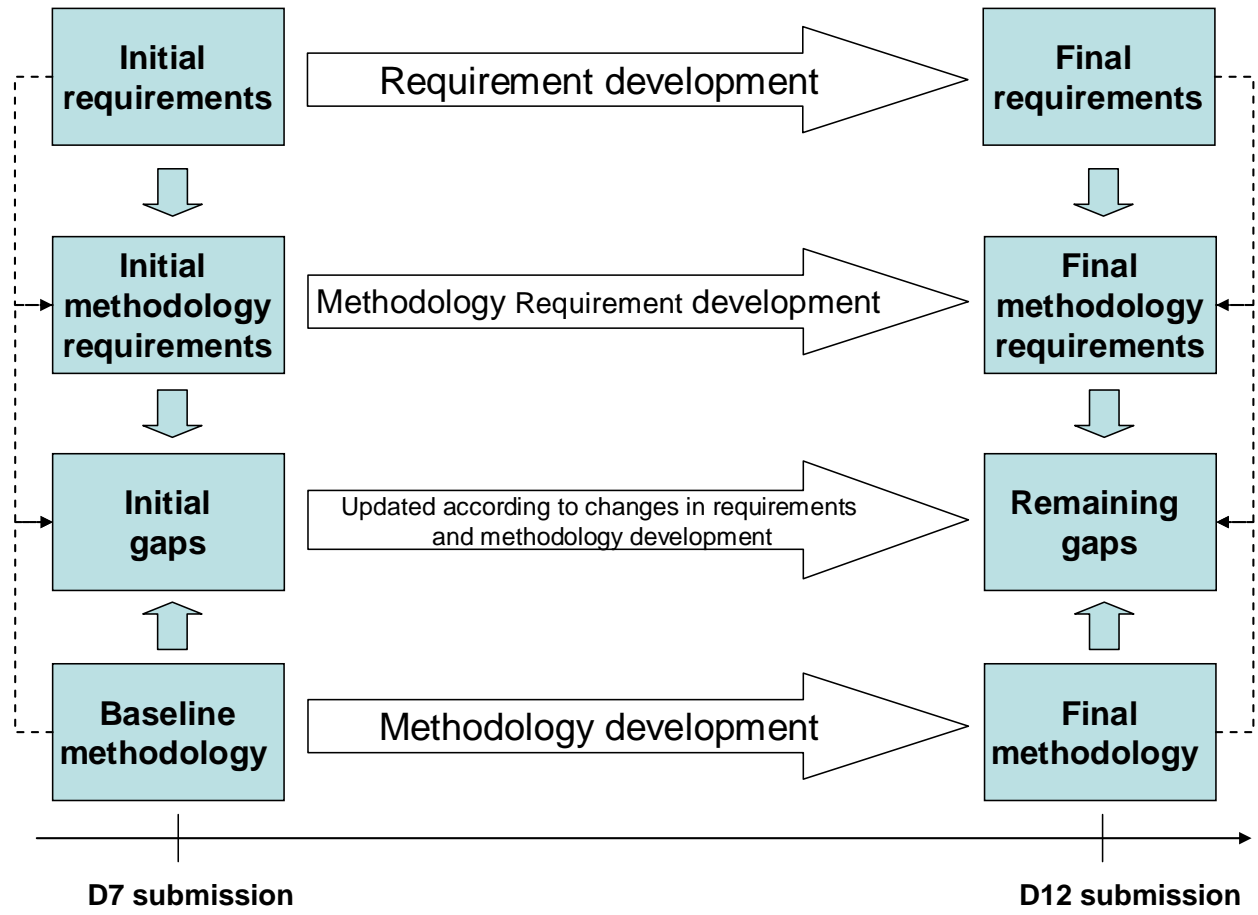 Initial
requirements
Requirement development
Final
requirements
Initial
methodology
requirements
Methodology Requirement development
Final
methodology
requirements
Initial
gaps
Updated according to changes in requirements
and methodology development
Remaining
gaps
Baseline
methodology
Methodology development
Final
methodology
D7 submission
D12 submission